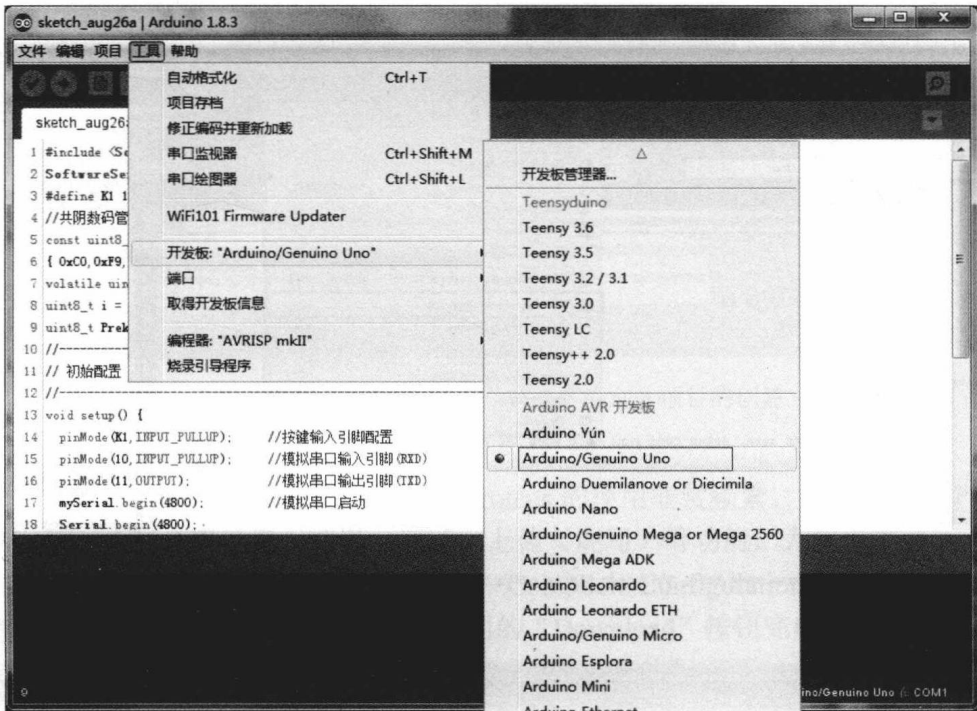 sketch_aug26a | Arduino 1.8.3
文件 编辑 项目 工具 帮助
自动格式化 Ctrl+T
项目存档
修正编码并重新加载
串口监视器 Ctrl+Shift+M
串口绘图器 Ctrl+Shift+L
WiFi101 Firmware Updater
开发板: "Arduino/Genuino Uno"
端口
取得开发板信息
编程器: "AVRISP mkII"
烧录引导程序
开发板管理器...
Teensyduino
Teensy 3.6
Teensy 3.5
Teensy 3.2 / 3.1
Teensy 3.0
Teensy LC
Teensy++ 2.0
Teensy 2.0
Arduino AVR 开发板
Arduino Yún
Arduino/Genuino Uno
Arduino Duemilanove or Diecimila
Arduino Nano
Arduino/Genuino Mega or Mega 2560
Arduino Mega ADK
Arduino Leonardo
Arduino Leonardo ETH
Arduino/Genuino Micro
Arduino Esplora
Arduino Mini
Arduino Ethernet
sketch_aug26
1 #include <Se
2 SoftwareSe
3 #define K1 1
4 //共阴数码管
5 const uint8_
6 { 0xC0,0xF9,
7 volatile uin
8 uint8_t i =
9 uint8_t Prek
10 //------------
11 // 初始配置
12 //------------
13 void setup() {
14 pinMode(K1,INPUT_PULLUP); //按键输入引脚配置
15 pinMode(10,INPUT_PULLUP); //模拟串口输入引脚(RXD)
16 pinMode(11,OUTPUT); //模拟串口输出引脚(TXD)
17 mySerial.begin(4800); //模拟串口启动
18 Serial.begin(4800);
9
ino/Genuino Uno 在 COM1